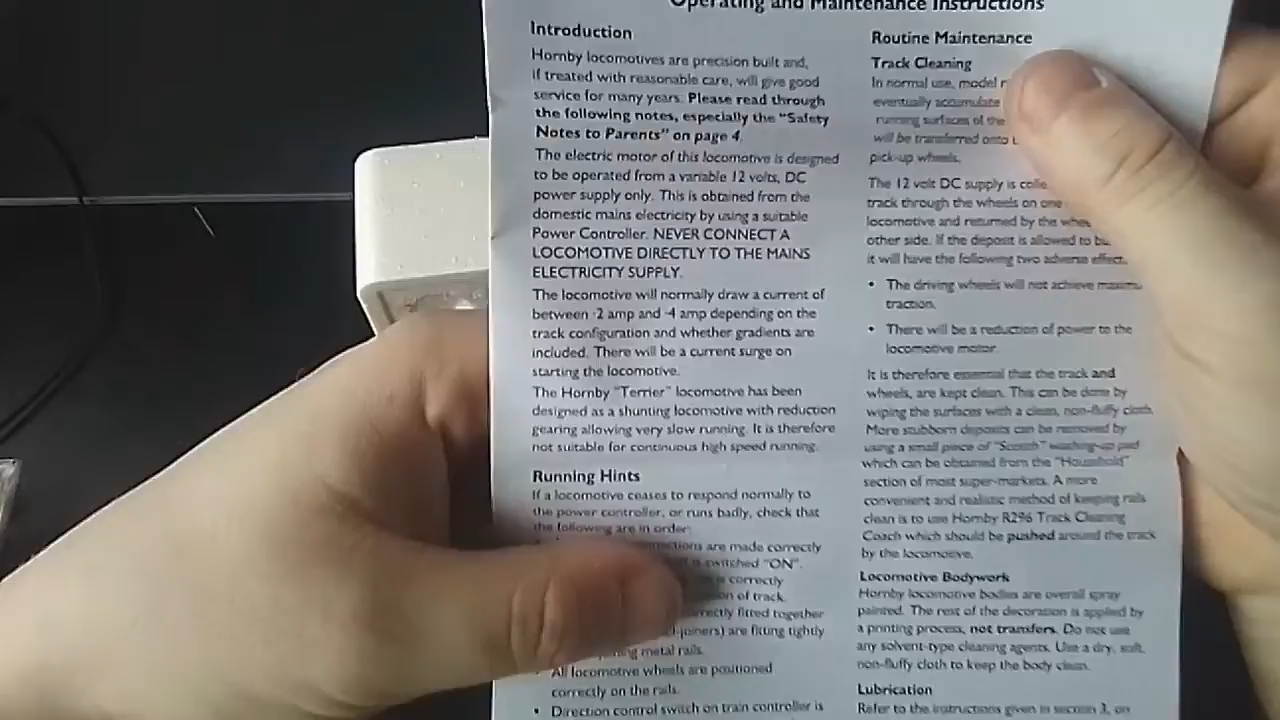 Operating and Maintenance Instructions
Introduction
Hornby locomotives are precision built and,
if treated with reasonable care, will give good
service for many years. Please read through
the following notes, especially the "Safety
Notes to Parents" on page 4.
The electric motor of this locomotive is designed
to be operated from a variable 12 volts, DC
power supply only. This is obtained from the
domestic mains electricity by using a suitable
Power Controller. NEVER CONNECT A
LOCOMOTIVE DIRECTLY TO THE MAINS
ELECTRICITY SUPPLY.
The locomotive will normally draw a current of
between ·2 amp and ·4 amp depending on the
track configuration and whether gradients are
included. There will be a current surge on
starting the locomotive.
The Hornby "Terrier" locomotive has been
designed as a shunting locomotive with reduction
gearing allowing very slow running. It is therefore
not suitable for continuous high speed running.
Running Hints
If a locomotive ceases to respond normally to
the power controller, or runs badly, check that
the following are in order:
are made correctly
is switched "ON".
is correctly
of track.
fitted together
are fitting tightly
metal rails.
All locomotive wheels are positioned
correctly on the rails.
• Direction control switch on train controller is
Routine Maintenance
Track Cleaning
In normal use, model
eventually accumulate
running surfaces of the
will be transferred onto
pick-up wheels.
The 12 volt DC supply is
track through the wheels on one
locomotive and returned by the
other side. If the deposit is allowed to
it will have the following two adverse
• The driving wheels will not achieve
traction.
• There will be a reduction of power to the
locomotive motor.
It is therefore essential that the track and
wheels, are kept clean. This can be done by
wiping the surfaces with a clean, non-fluffy cloth.
More stubborn deposits can be removed by
using a small piece of "Scotch" washing-up pad
which can be obtained from the "Household"
section of most super-markets. A more
convenient and realistic method of keeping rails
clean is to use Hornby R296 Track Cleaning
Coach which should be pushed around the track
by the locomotive.
Locomotive Bodywork
Hornby locomotive bodies are overall spray
painted. The rest of the decoration is applied by
a printing process, not transfers. Do not use
any solvent-type cleaning agents. Use a dry, soft,
non-fluffy cloth to keep the body clean.
Lubrication
Refer to the instructions given in section 3, on